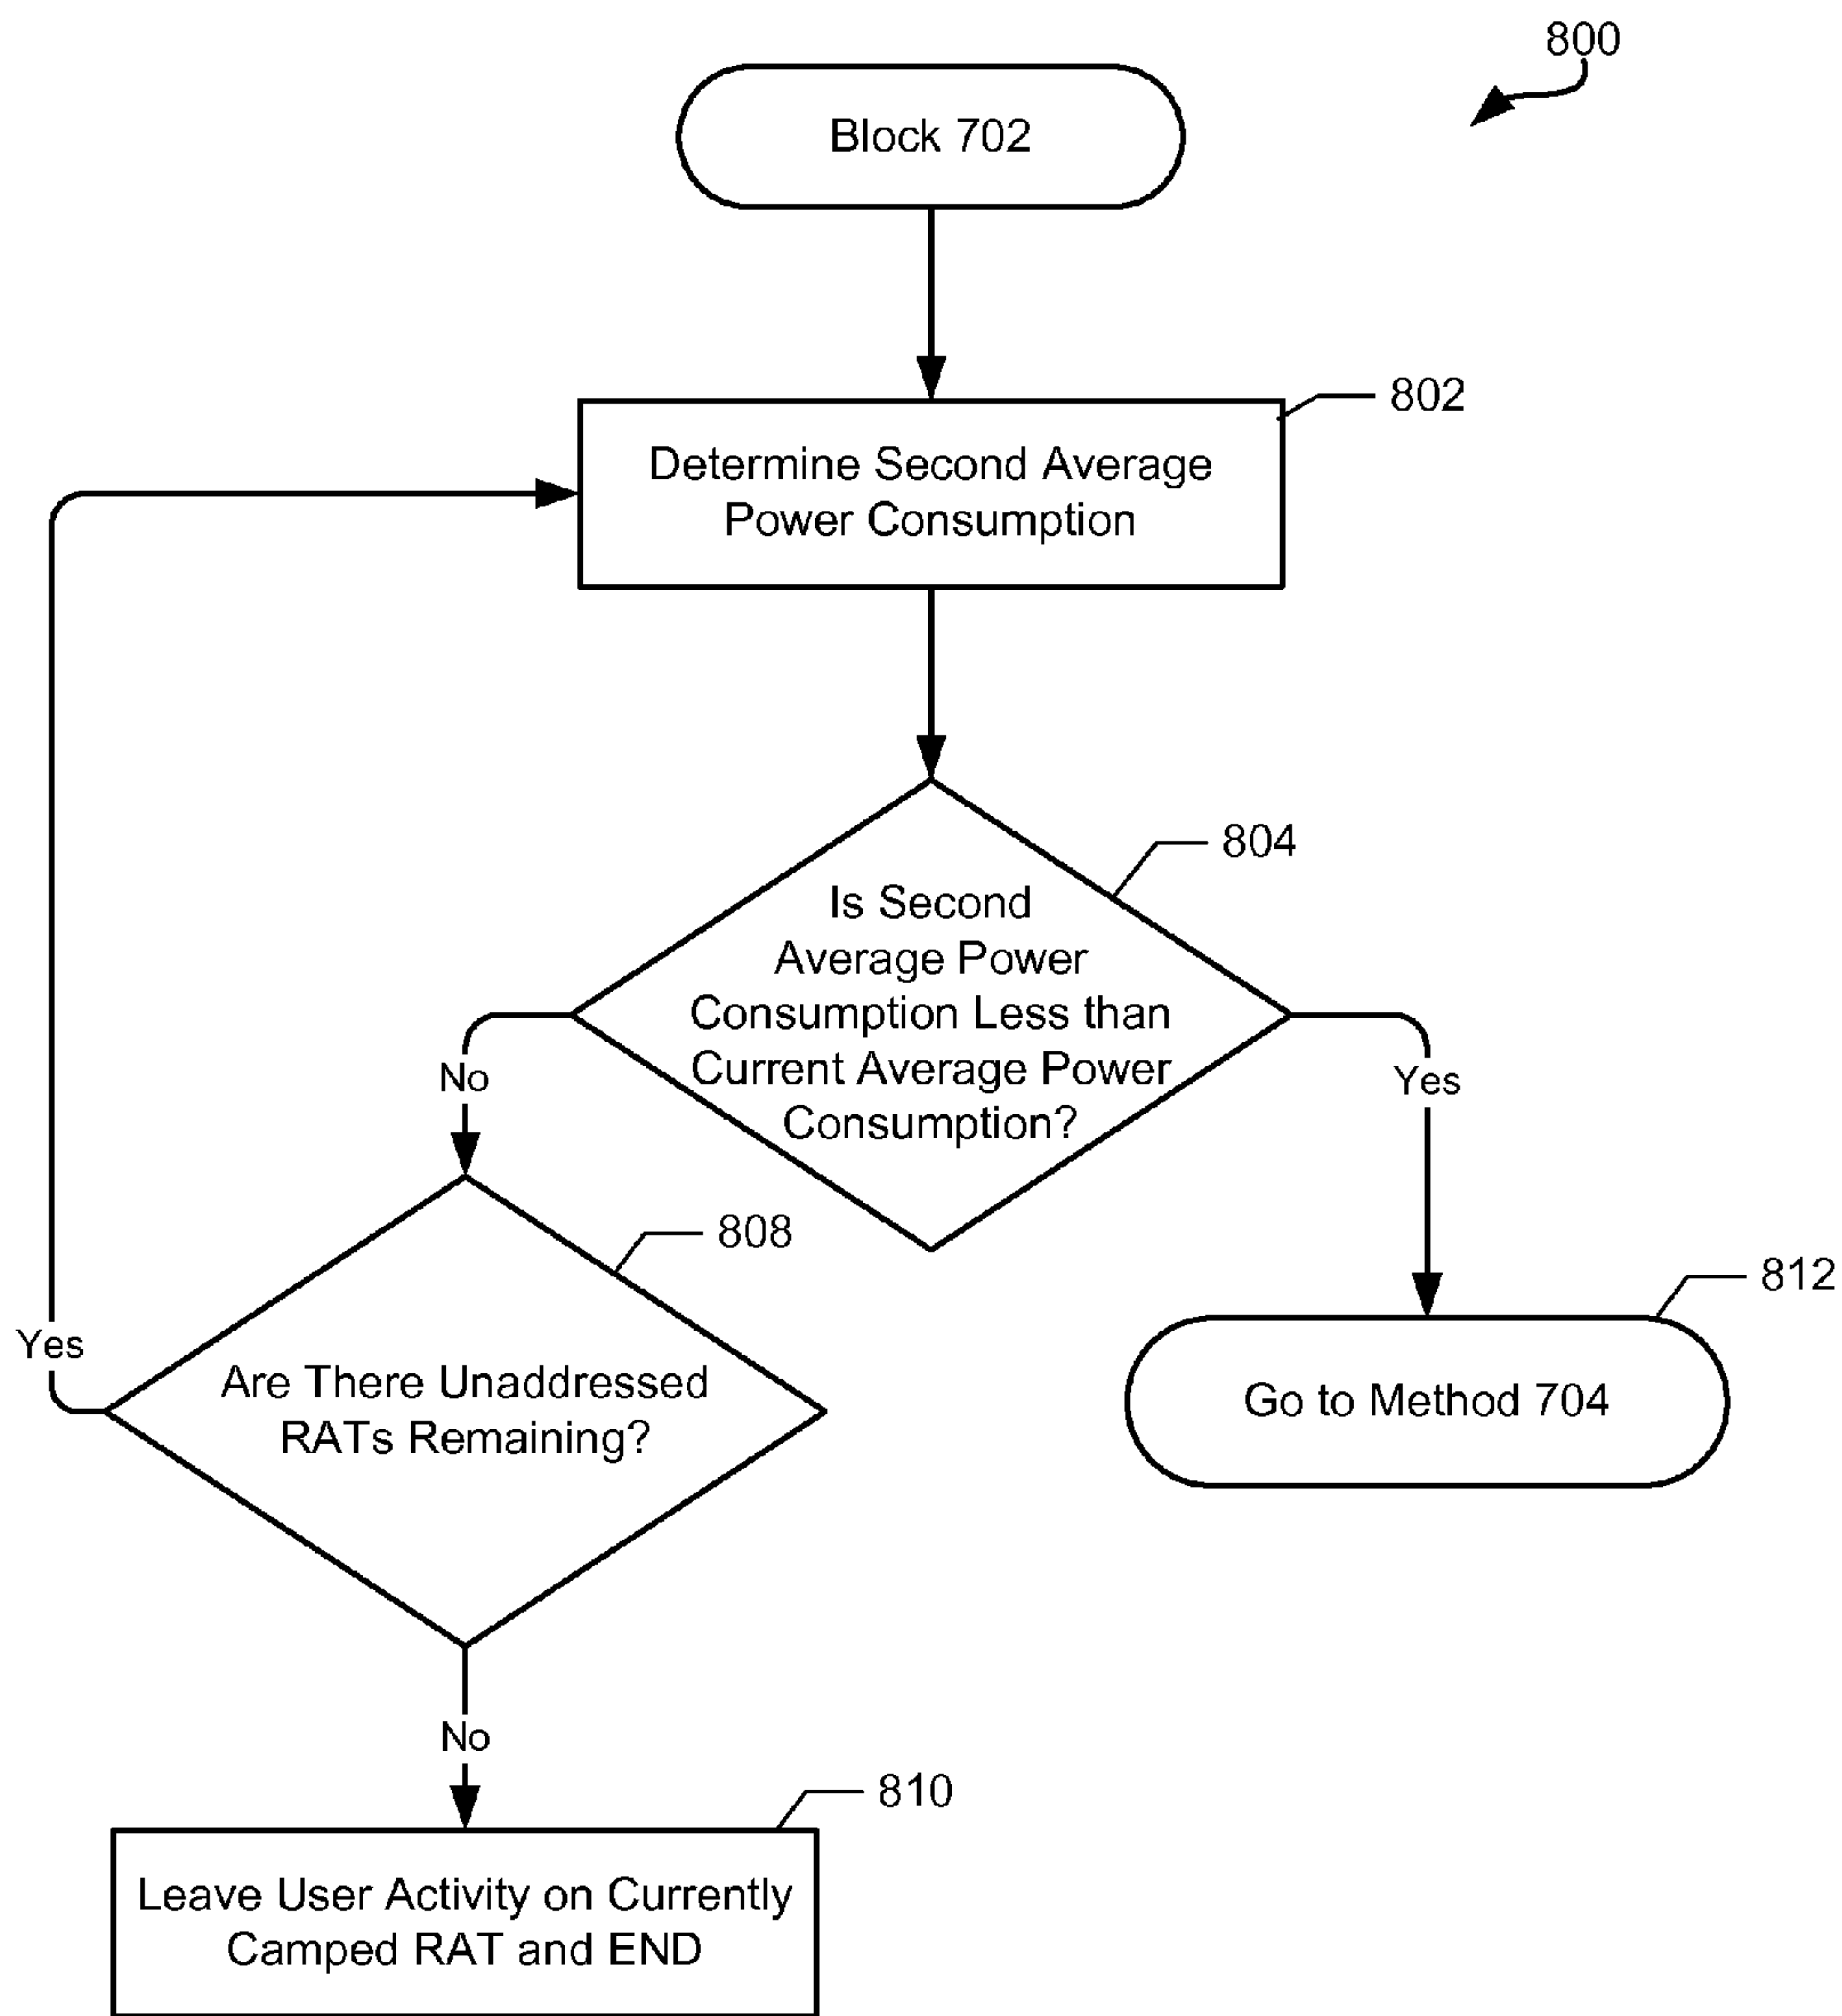 800
Block 702
802
Determine Second Average
Power Consumption
804
Is Second
Average Power
Consumption Less than
Current Average Power
Consumption?
No
Yes
808
812
Yes
Are There Unaddressed
RATs Remaining?
Go to Method 704
No
810
Leave User Activity on Currently
Camped RAT and END